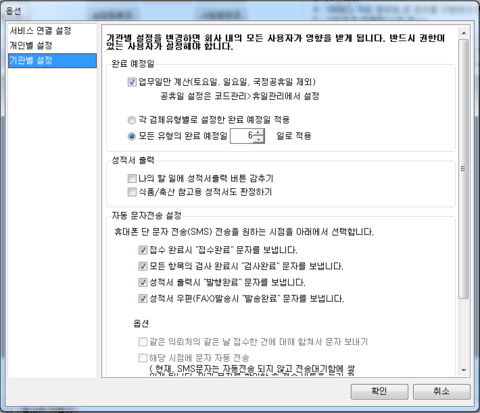 옵션
서비스 연결 설정
개인별 설정
기관별 설정
기관별 설정을 변경하면 회사 내의 모든 사용자가 영향을 받게 됩니다. 반드시 권한이
있는 사용자가 설정해야 합니다.
완료 예정일
업무일만 계산(토요일, 일요일, 국정공휴일 제외)
공휴일 설정은 코드관리>휴일관리에서 설정
각 검체유형별로 설정한 완료 예정일 적용
모든 유형의 완료 예정일 6 일로 적용
성적서 출력
나의 할 일에 성적서출력 버튼 감추기
식품/축산 참고용 성적서도 판정하기
자동 문자전송 설정
휴대폰 단 문자 전송(SMS) 전송을 원하는 시점을 아래에서 선택합니다.
접수 완료시 "접수완료" 문자를 보냅니다.
모든 항목의 검사 완료시 "검사완료" 문자를 보냅니다.
성적서 출력시 "발행완료" 문자를 보냅니다.
성적서 우편(FAX)발송시 "발송완료" 문자를 보냅니다.
옵션
같은 의뢰처의 같은 날 접수한 건에 대해 합쳐서 문자 보내기
해당 시점에 문자 자동 전송
( 현재, SMS문자는 자동전송 되지 않고 전송대기함에 쌓
확인
취소